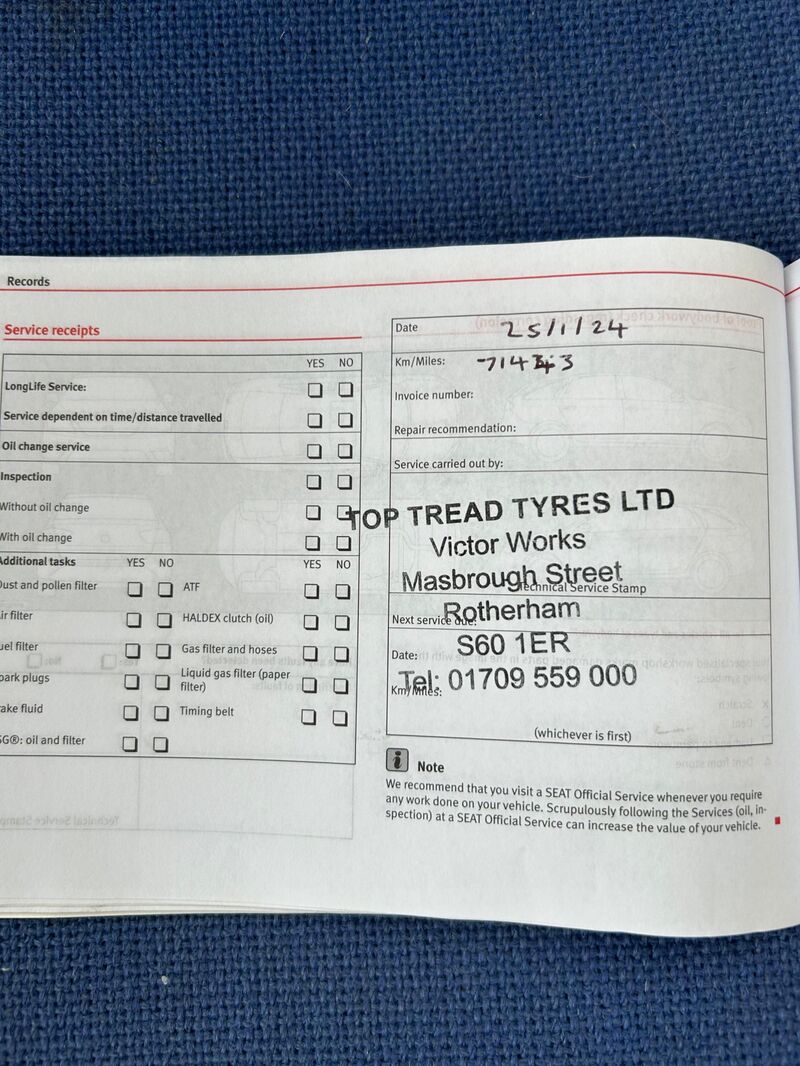 Records
Service receipts
YES NO
LongLife Service:
Service dependent on time/distance travelled
Oil change service
Inspection
Without oil change
With oil change
Additional tasks YES NO YES NO
ust and pollen filter ATF
ir filter HALDEX clutch (oil)
uel filter Gas filter and hoses
park plugs Liquid gas filter (paper
filter)
ake fluid Timing belt
SG®: oil and filter
Date 25/1/24
Km/Miles:
Invoice number:
Repair recommendation:
Service carried out by:
TOP TREAD TYRES LTD
Victor Works
Masbrough Street
Technical Service Stamp
Rotherham
Next service due:
S60 1ER
Date:
Tel: 01709 559 000
Km/Miles:
(whichever is first)
i Note
We recommend that you visit a SEAT Official Service whenever you require
any work done on your vehicle. Scrupulously following the Services (oil, in-
spection) at a SEAT Official Service can increase the value of your vehicle.